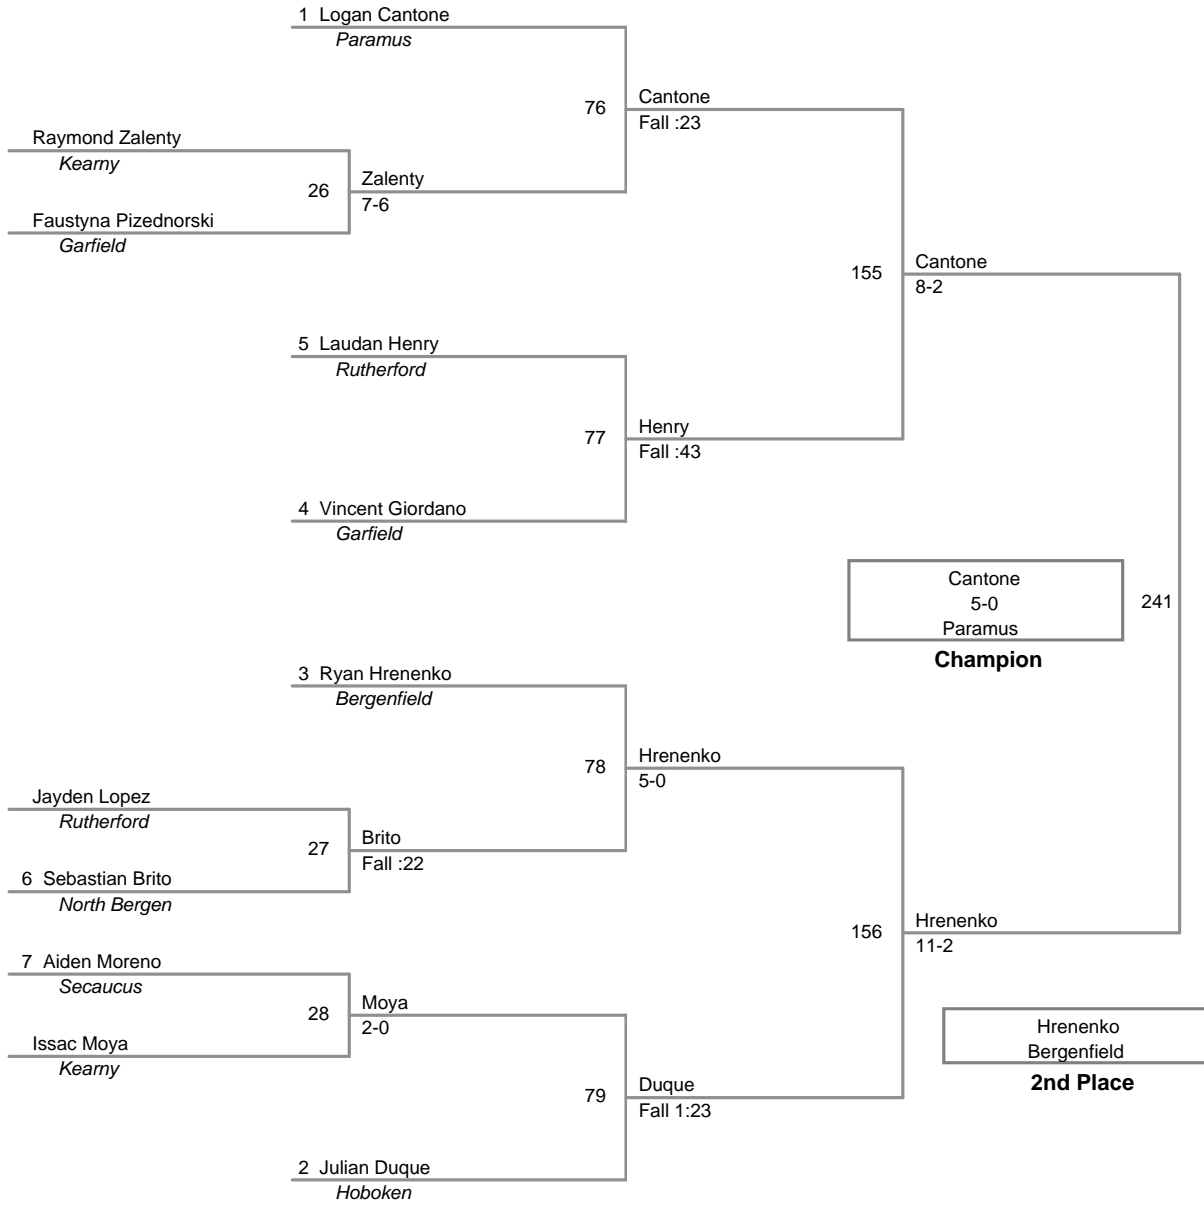 1 Logan Cantone
Paramus
76
Cantone
Fall :23
Raymond Zalenty
Kearny
26
Zalenty
7-6
Faustyna Pizednorski
Garfield
155
Cantone
8-2
5 Laudan Henry
Rutherford
77
Henry
Fall :43
4 Vincent Giordano
Garfield
Cantone
5-0
Paramus
Champion
241
3 Ryan Hrenenko
Bergenfield
78
Hrenenko
5-0
Jayden Lopez
Rutherford
27
Brito
Fall :22
6 Sebastian Brito
North Bergen
156
Hrenenko
11-2
7 Aiden Moreno
Secaucus
28
Moya
2-0
Issac Moya
Kearny
Hrenenko
Bergenfield
2nd Place
79
Duque
Fall 1:23
2 Julian Duque
Hoboken